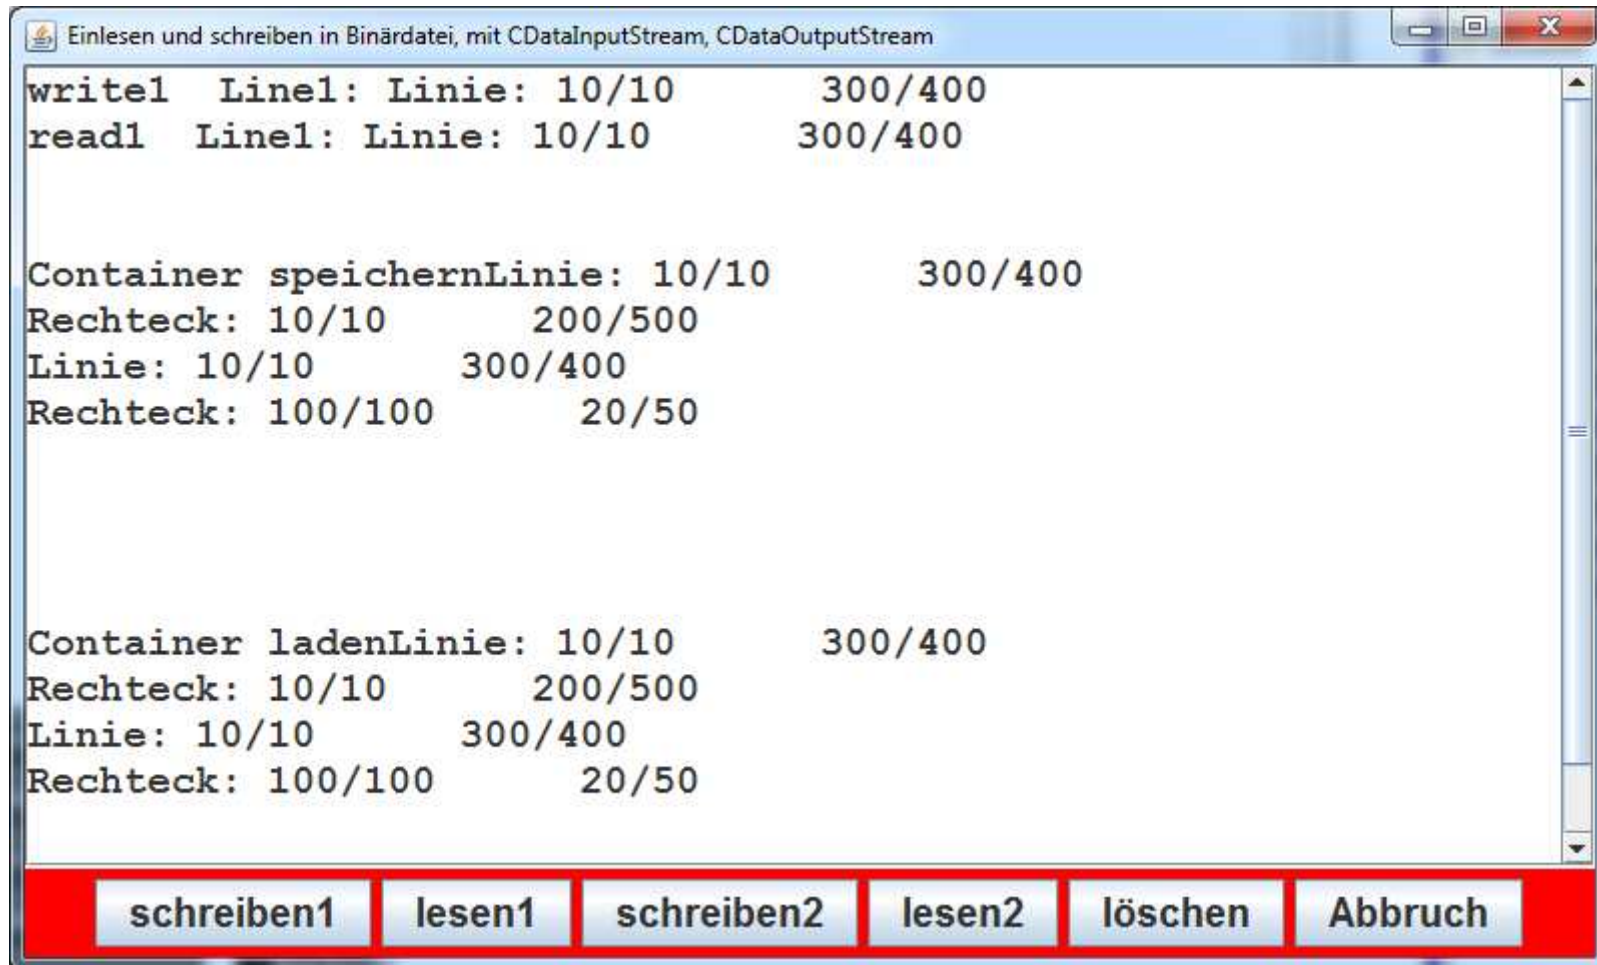 Einlesen und schreiben in Binärdatei, mit CDataInputStream, CDataOutputStream
write1  Line1: Linie: 10/10      300/400
read1  Line1: Linie: 10/10      300/400
Container speichernLinie: 10/10      300/400
Rechteck: 10/10      200/500
Linie: 10/10      300/400
Rechteck: 100/100      20/50
Container ladenLinie: 10/10      300/400
Rechteck: 10/10      200/500
Linie: 10/10      300/400
Rechteck: 100/100      20/50
schreiben1 lesen1 schreiben2 lesen2 löschen Abbruch